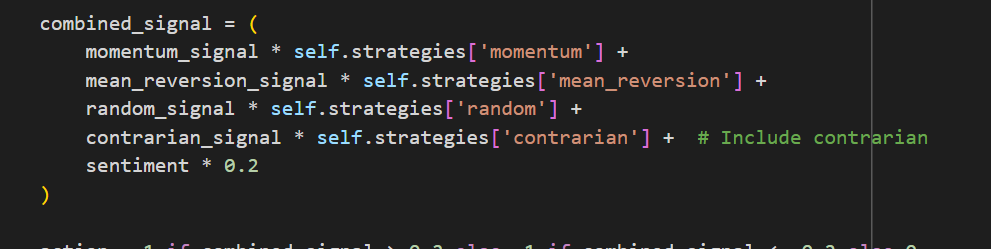 combined_signal = (
momentum_signal * self.strategies['momentum'] +
mean_reversion_signal * self.strategies['mean_reversion'] +
random_signal * self.strategies['random'] +
contrarian_signal * self.strategies['contrarian'] +  # Include contrarian
sentiment * 0.2
)